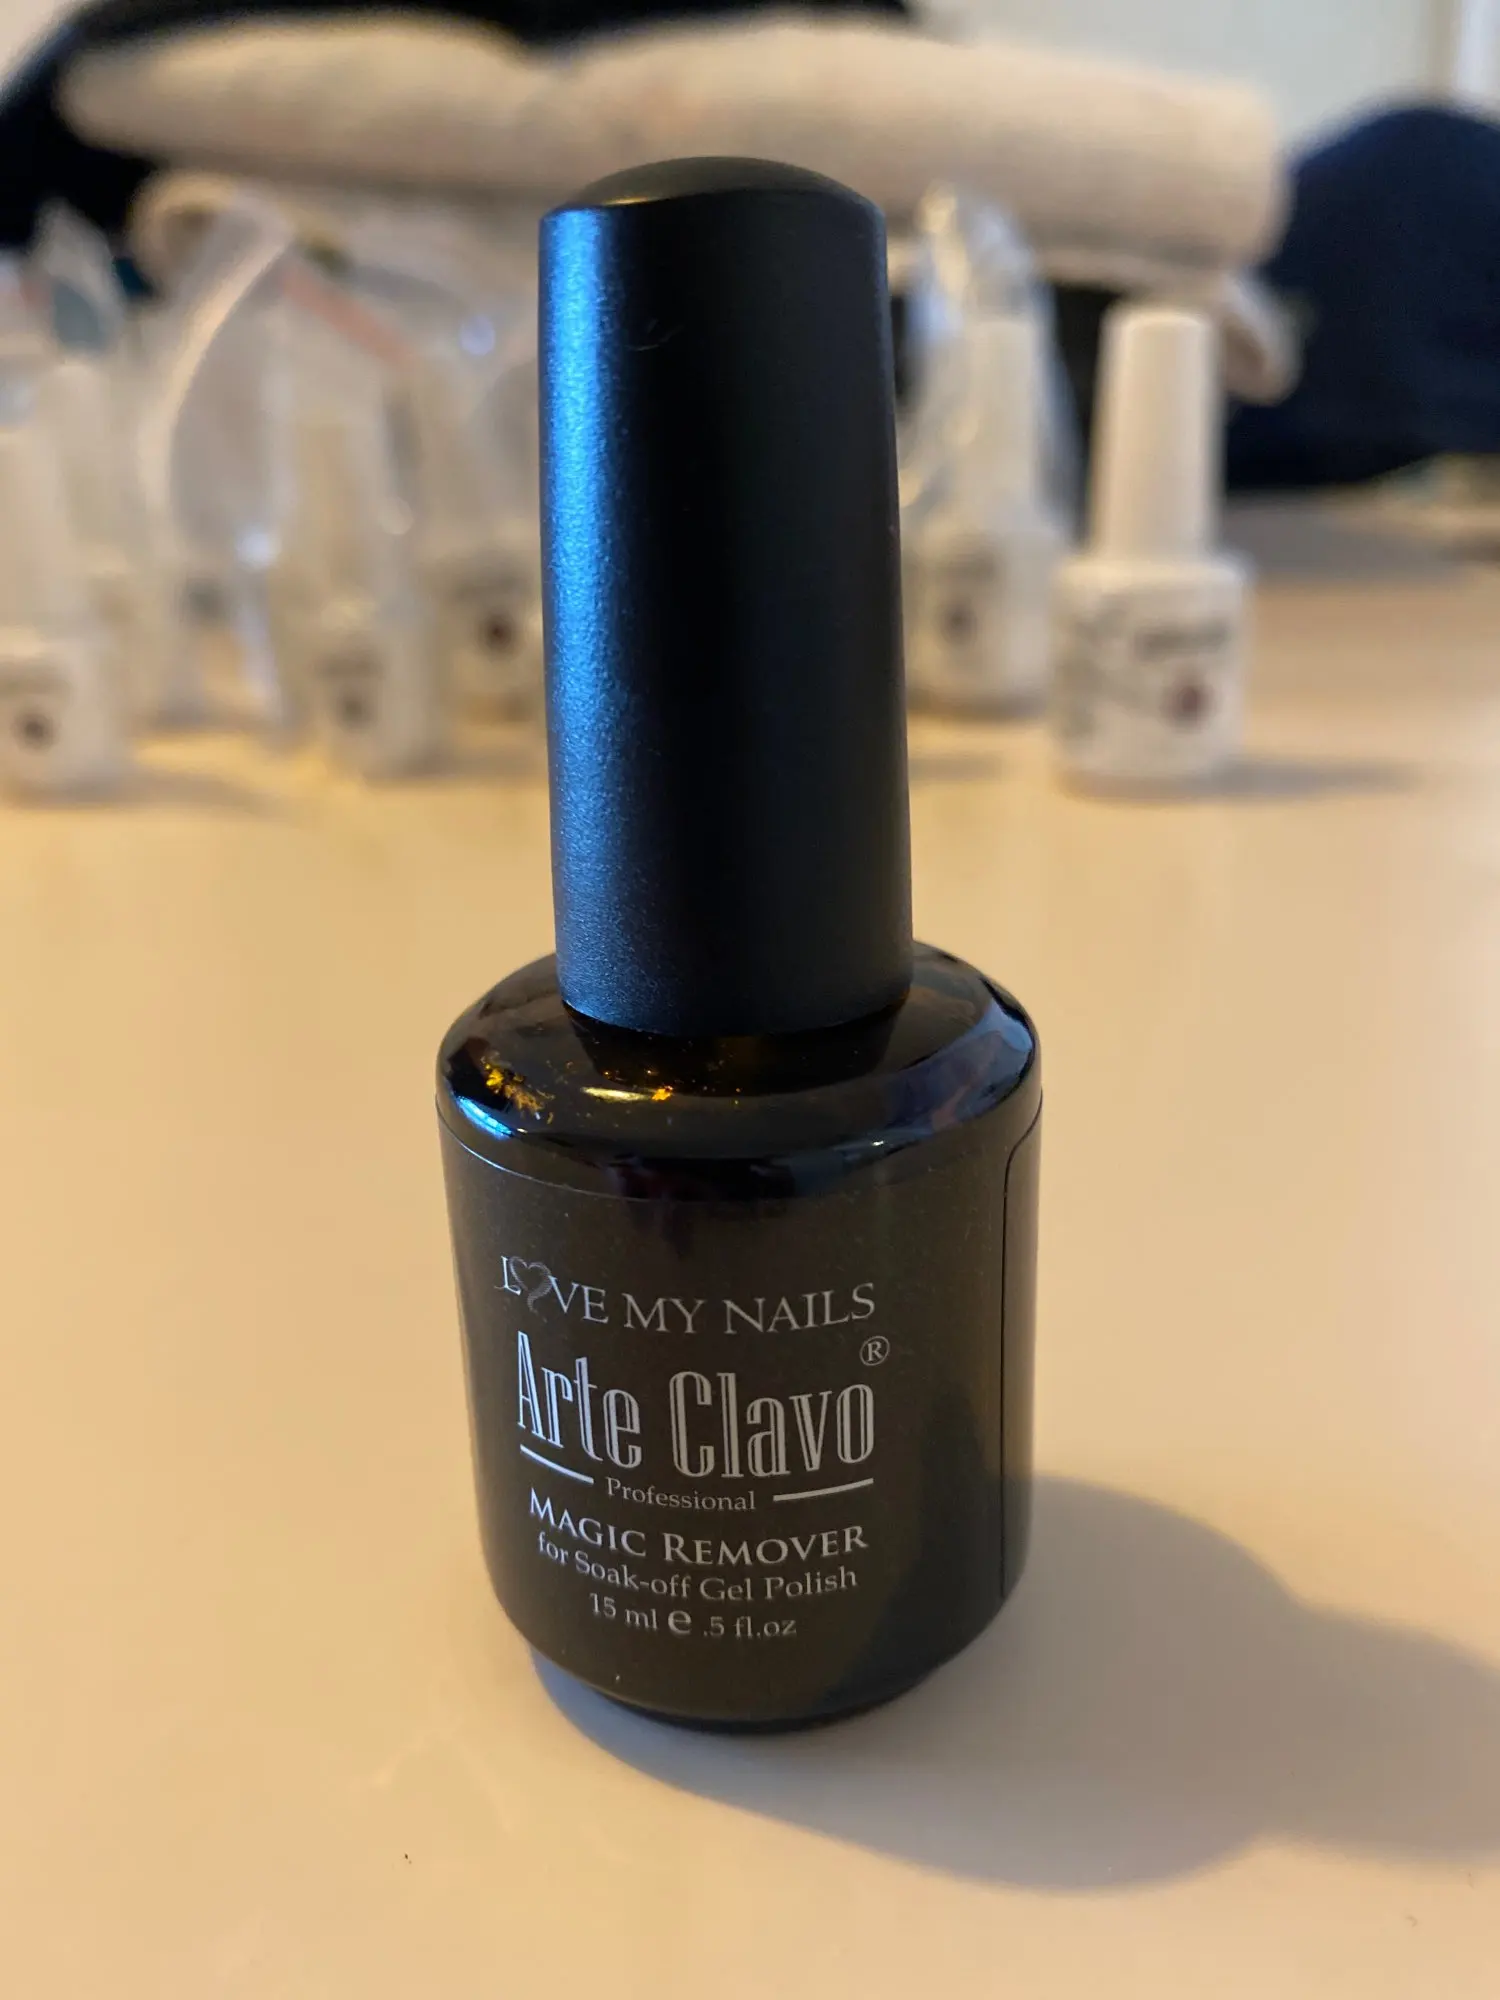 LOVE MY NAILS
Arte Clavo®
Professional
MAGIC REMOVER
for Soak-off Gel Polish
15 ml ℮ .5 fl.oz